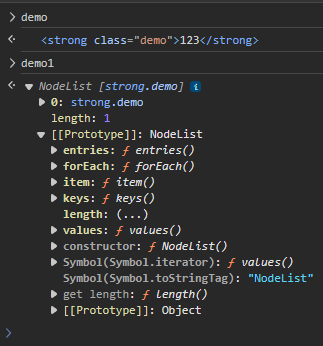 demo
<strong class="demo">123</strong>
demo1
NodeList [strong.demo] i
0: strong.demo
length: 1
[[Prototype]]: NodeList
entries: ƒ entries()
forEach: ƒ forEach()
item: ƒ item()
keys: ƒ keys()
length: (...)
values: ƒ values()
constructor: ƒ NodeList()
Symbol(Symbol.iterator): ƒ values()
Symbol(Symbol.toStringTag): "NodeList"
get length: ƒ length()
[[Prototype]]: Object